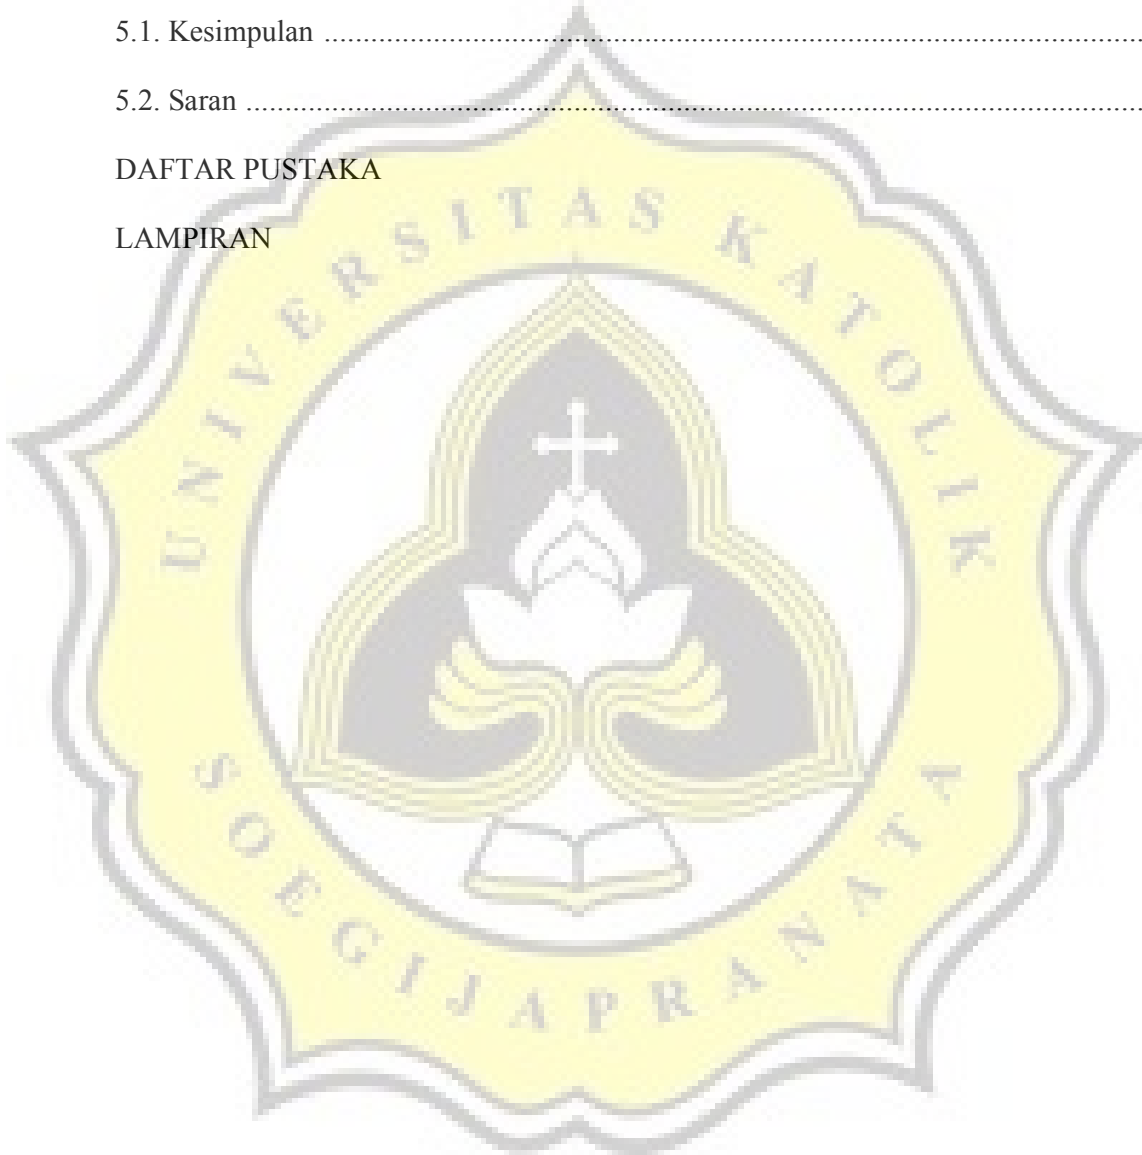 5.1. Kesimpulan ..........................................................................................................
5.2. Saran ....................................................................................................................
DAFTAR PUSTAKA
LAMPIRAN
UNIVERSITAS KATOLIK
SOEGIJAPRANATA